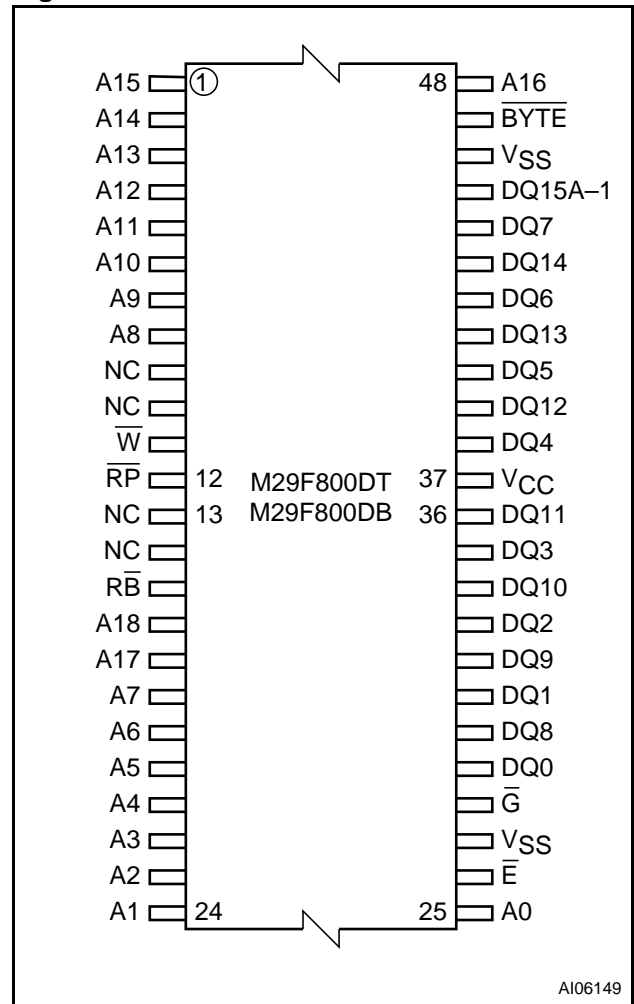 A15 ① 48 A16
A14 B̅Y̅T̅E̅
A13 VSS
A12 DQ15A–1
A11 DQ7
A10 DQ14
A9 DQ6
A8 DQ13
NC DQ5
NC DQ12
W̅ DQ4
R̅P̅ 12 M29F800DT 37 VCC
NC 13 M29F800DB 36 DQ11
NC DQ3
RB̅ DQ10
A18 DQ2
A17 DQ9
A7 DQ1
A6 DQ8
A5 DQ0
A4 G̅
A3 VSS
A2 E̅
A1 24 25 A0
AI06149